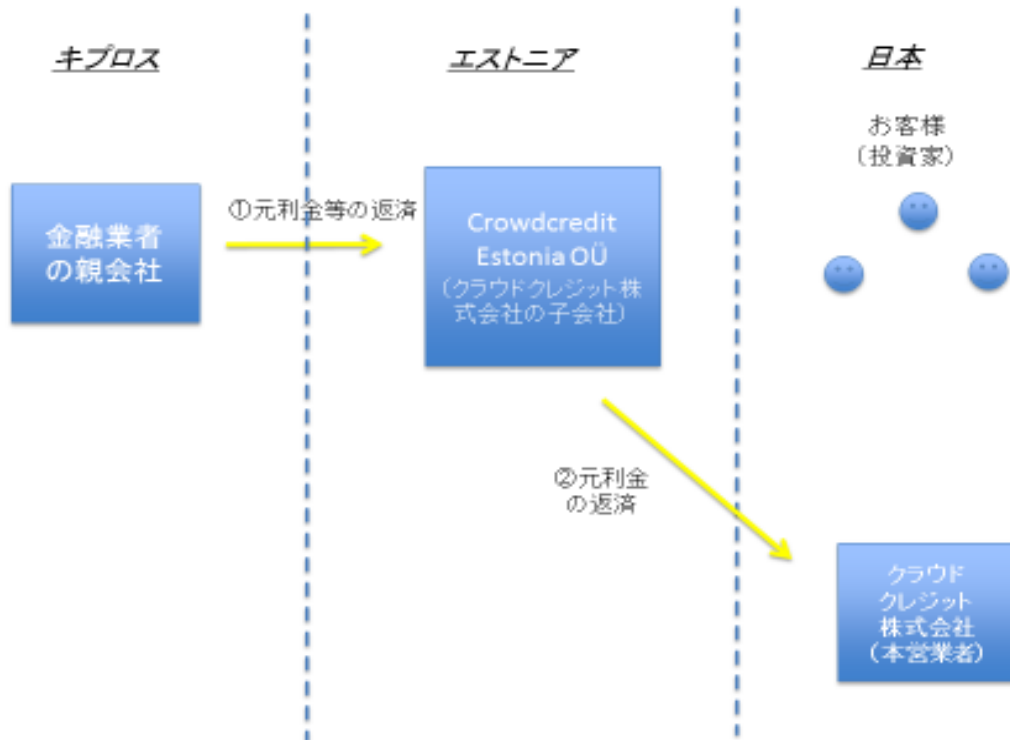 キプロス
エストニア
日本
お客様
（投資家）
金融業者
の親会社
①元利金等の返済
Crowdcredit
Estonia OÜ
（クラウドクレジット株
式会社の子会社）
②元利金
の返済
クラウド
クレジット
株式会社
（本営業者）